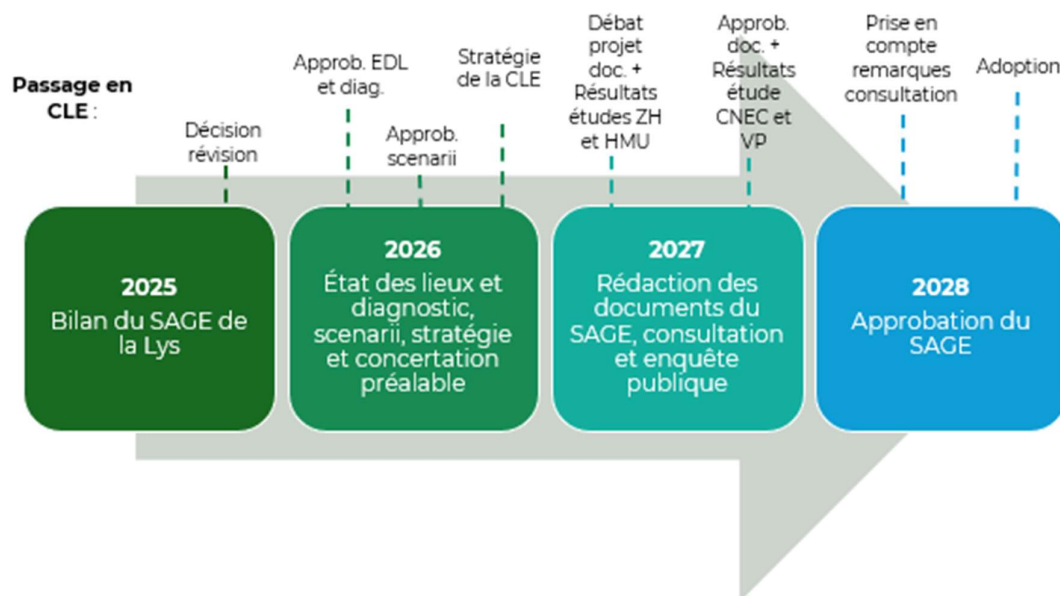 Passage en
CLE :
Décision
révision
Approb. EDL
et diag.
Approb.
scenarii
Stratégie
de la CLE
Débat
projet
doc. +
Résultats
études ZH
et HMU
Approb.
doc. +
Résultats
étude
CNEC et
VP
Prise en
compte
remarques
consultation
Adoption
2025
Bilan du SAGE de
la Lys
2026
État des lieux et
diagnostic,
scenarii, stratégie
et concertation
préalable
2027
Rédaction des
documents du
SAGE, consultation
et enquête
publique
2028
Approbation du
SAGE